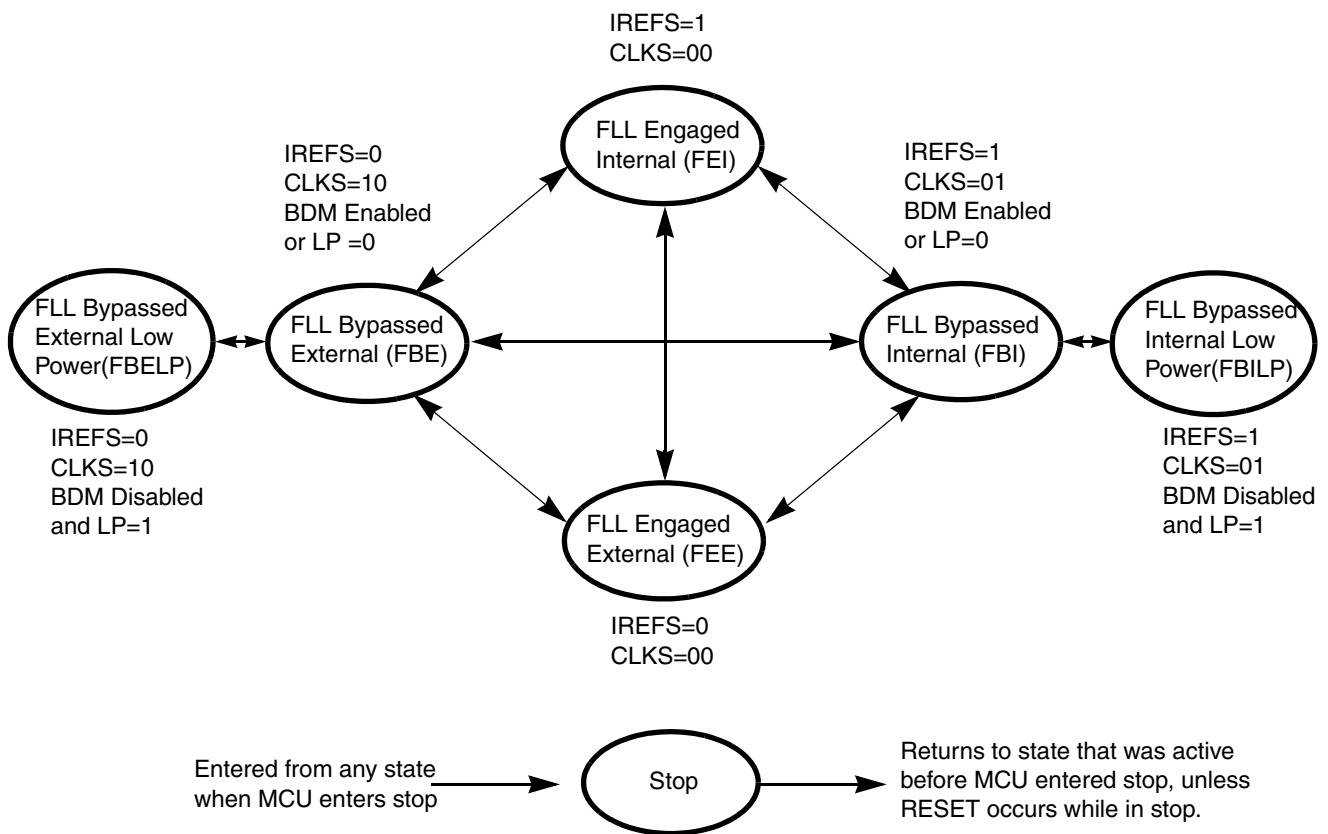 IREFS=1
CLKS=00
FLL Engaged
Internal (FEI)
IREFS=0
CLKS=10
BDM Enabled
or LP =0
IREFS=1
CLKS=01
BDM Enabled
or LP=0
FLL Bypassed
External Low
Power(FBELP)
FLL Bypassed
External (FBE)
FLL Bypassed
Internal (FBI)
FLL Bypassed
Internal Low
Power(FBILP)
IREFS=0
CLKS=10
BDM Disabled
and LP=1
IREFS=1
CLKS=01
BDM Disabled
and LP=1
FLL Engaged
External (FEE)
IREFS=0
CLKS=00
Entered from any state
when MCU enters stop
Stop
Returns to state that was active
before MCU entered stop, unless
RESET occurs while in stop.